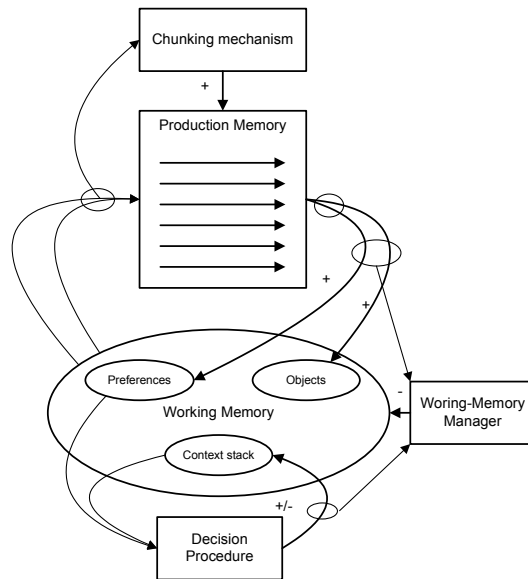 Chunking mechanism
+
Production Memory
+
+
Preferences
Objects
-
Working Memory
Woring-Memory
Manager
Context stack
+/-
Decision
Procedure